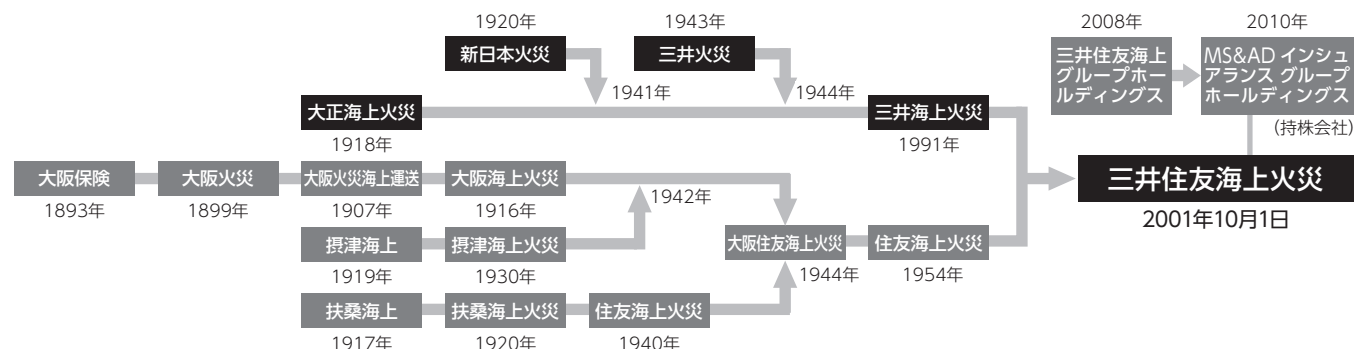 1920年
新日本火災
1943年
三井火災
1941年
1944年
大正海上火災
1918年
三井海上火災
1991年
2008年
三井住友海上
グループホー
ルディングス
2010年
MS&AD インシュ
アランス グループ
ホールディングス
(持株会社)
大阪保険
1893年
大阪火災
1899年
大阪火災海上運送
1907年
大阪海上火災
1916年
1942年
摂津海上
1919年
摂津海上火災
1930年
大阪住友海上火災
1944年
住友海上火災
1954年
扶桑海上
1917年
扶桑海上火災
1920年
住友海上火災
1940年
三井住友海上火災
2001年10月1日